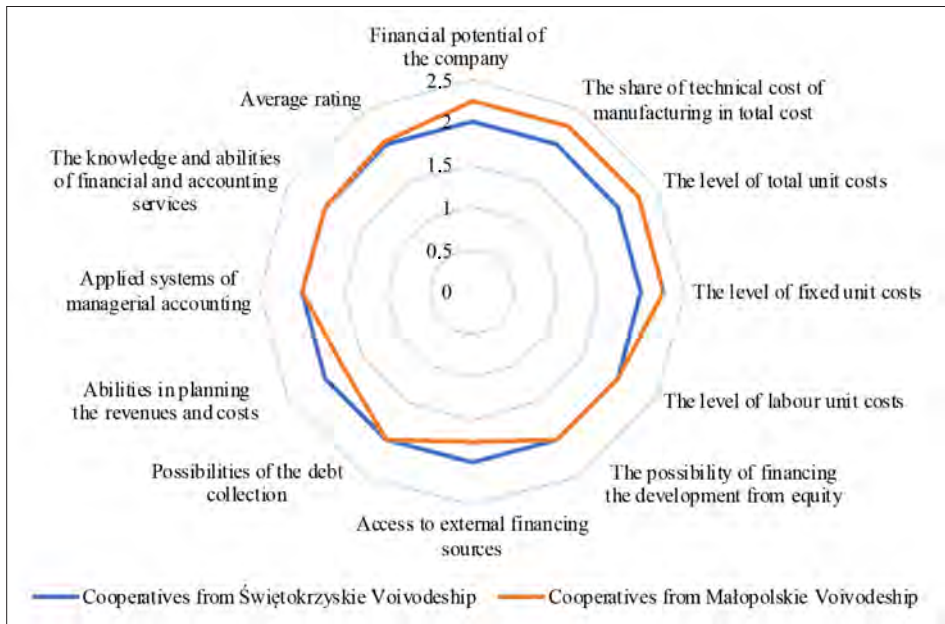 Financial potential of
the company
The share of technical cost of
manufacturing in total cost
The level of total unit costs
The level of fixed unit costs
The level of labour unit costs
The possibility of financing
the development from equity
Access to external financing
sources
Possibilities of the debt
collection
Abilities in planning
the revenues and costs
Applied systems of
managerial accounting
The knowledge and abilities
of financial and accounting
services
Average rating
2.5
2
1.5
1
0.5
0
Cooperatives from Świętokrzyskie Voivodeship
Cooperatives from Małopolskie Voivodeship